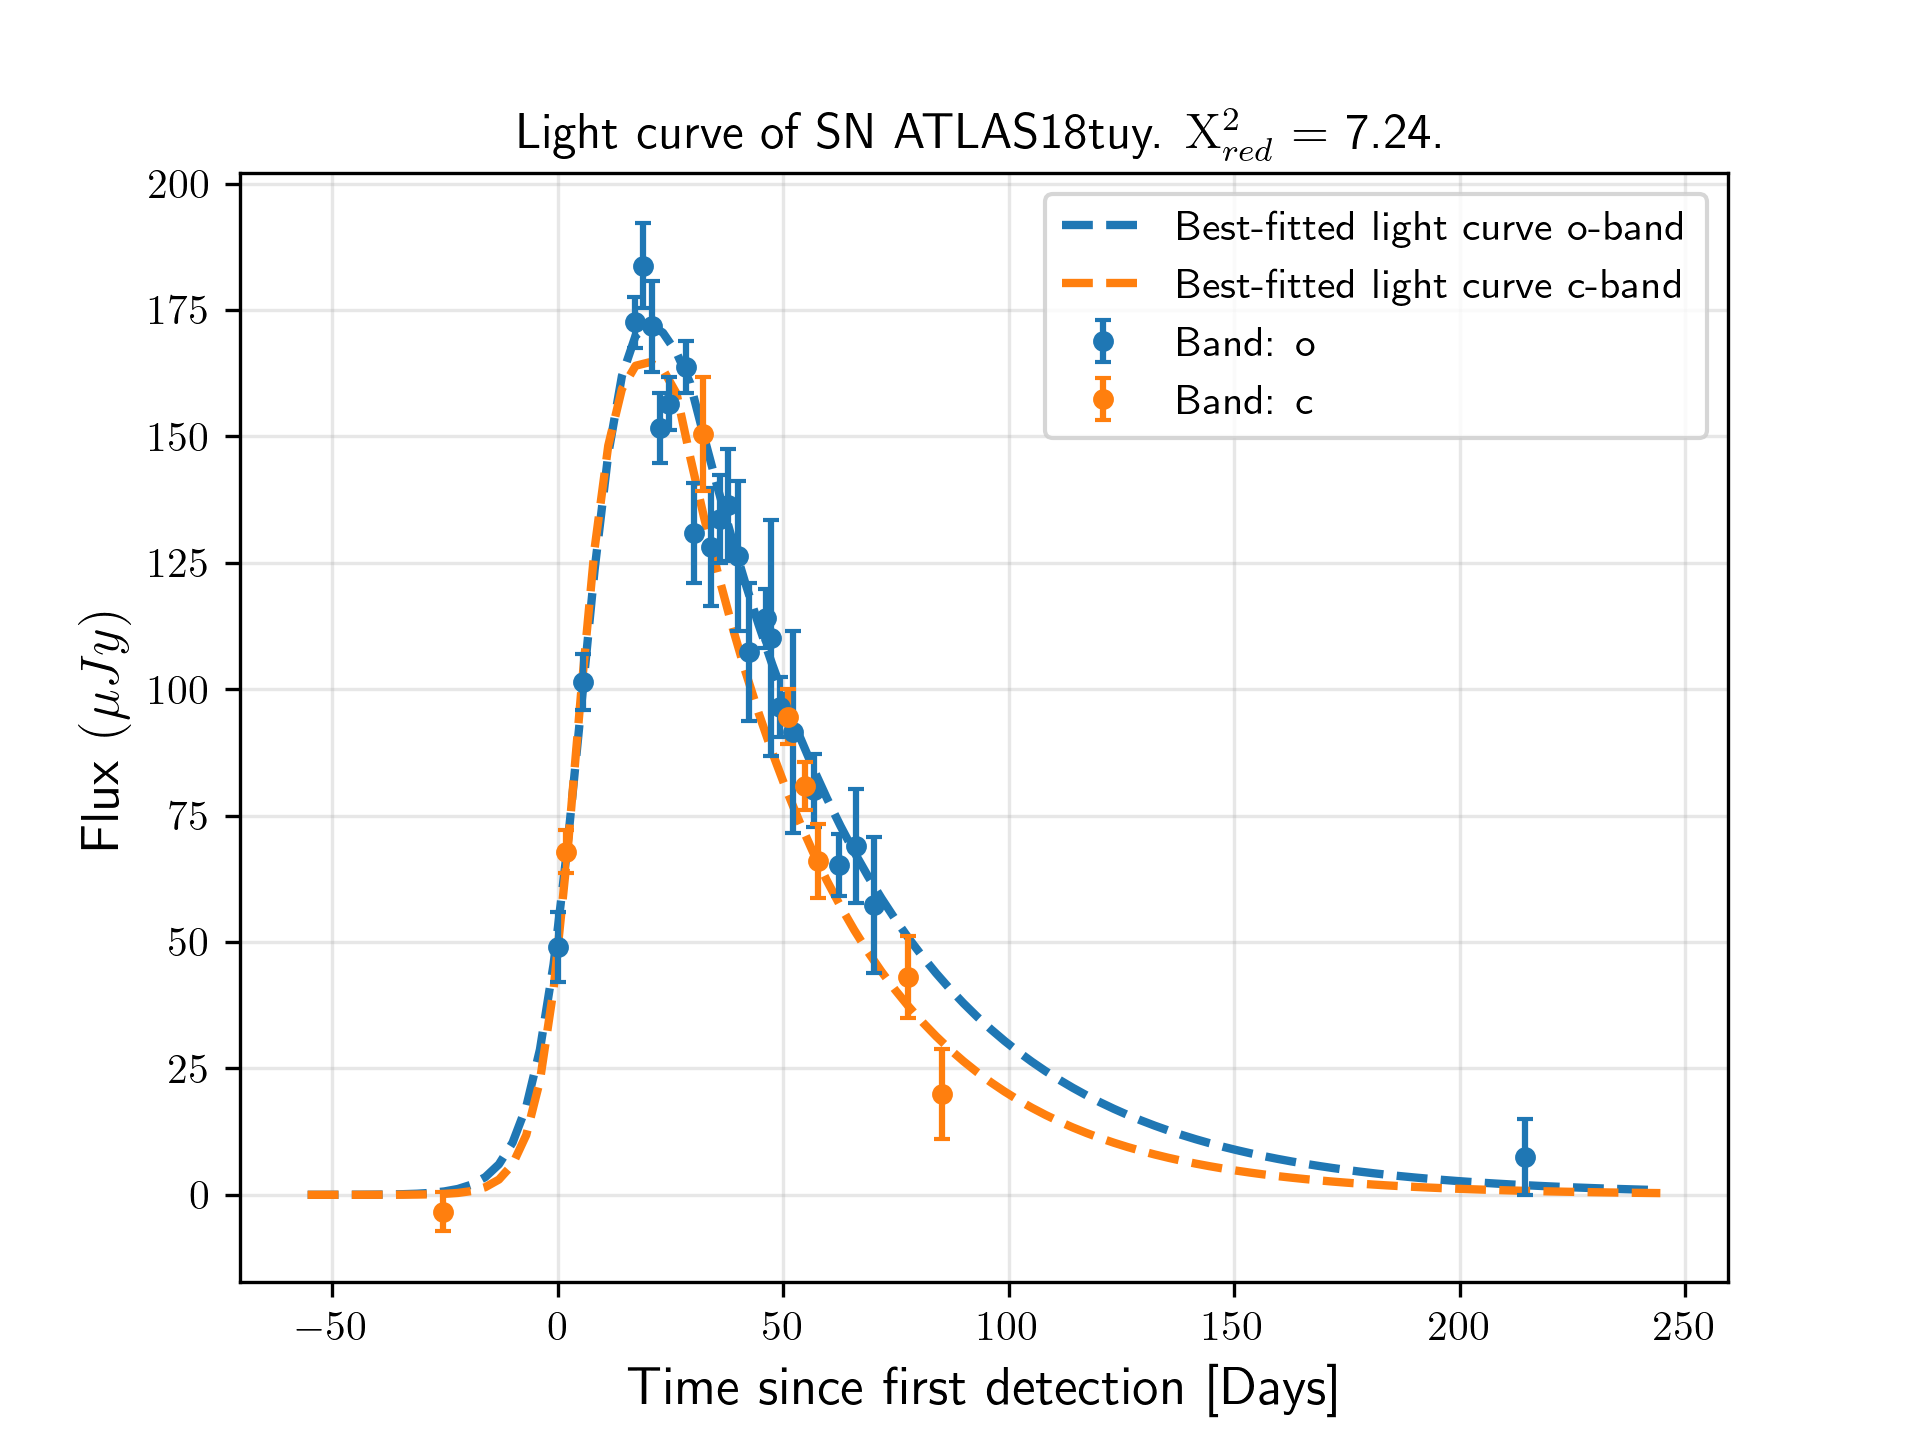 Light curve of SN ATLAS18tuy. X²_red = 7.24.
200
175
150
125
100
75
50
25
0
Flux (μJy)
Best-fitted light curve o-band
Best-fitted light curve c-band
Band: o
Band: c
−50 0 50 100 150 200 250
Time since first detection [Days]